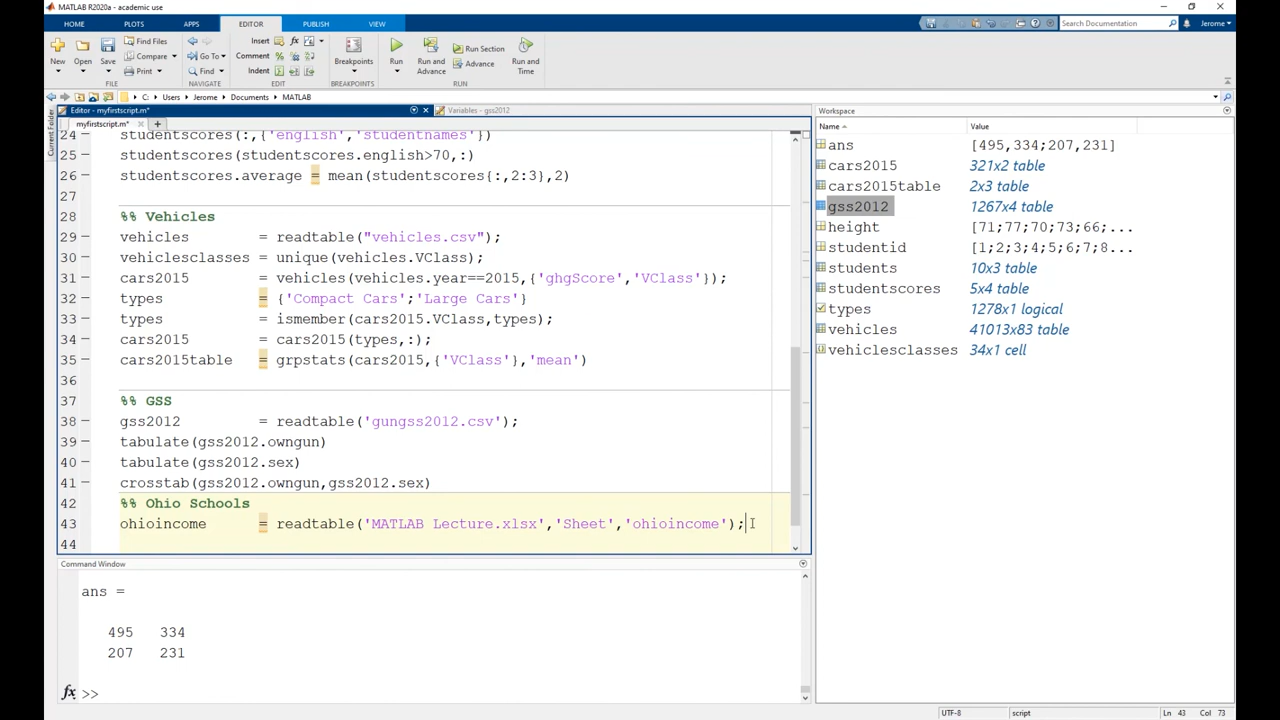 MATLAB R2020a - academic use
HOME PLOTS APPS EDITOR PUBLISH VIEW Search Documentation Jerome
New Open Save Find Files Compare Print Go To Find Insert Comment Indent Breakpoints Run Run and Advance Run Section Advance Run and Time
FILE NAVIGATE EDIT BREAKPOINTS RUN
C: Users Jerome Documents MATLAB
Current Folder
Editor - myfirstscript.m* Variables - gss2012
myfirstscript.m*
24 studentscores(:,{'english','studentnames'})
25 studentscores(studentscores.english>70,:)
26 studentscores.average = mean(studentscores{:,2:3},2)
27
28 %% Vehicles
29 vehicles = readtable("vehicles.csv");
30 vehiclesclasses = unique(vehicles.VClass);
31 cars2015 = vehicles(vehicles.year==2015,{'ghgScore','VClass'});
32 types = {'Compact Cars';'Large Cars'}
33 types = ismember(cars2015.VClass,types);
34 cars2015 = cars2015(types,:);
35 cars2015table = grpstats(cars2015,{'VClass'},'mean')
36
37 %% GSS
38 gss2012 = readtable('gungss2012.csv');
39 tabulate(gss2012.owngun)
40 tabulate(gss2012.sex)
41 crosstab(gss2012.owngun,gss2012.sex)
42 %% Ohio Schools
43 ohioincome = readtable('MATLAB Lecture.xlsx','Sheet','ohioincome');
44
Command Window
ans =
495 334
207 231
fx >>
Workspace
Name Value
ans [495,334;207,231]
cars2015 321x2 table
cars2015table 2x3 table
gss2012 1267x4 table
height [71;77;70;73;66;...
studentid [1;2;3;4;5;6;7;8...
students 10x3 table
studentscores 5x4 table
types 1278x1 logical
vehicles 41013x83 table
vehiclesclasses 34x1 cell
UTF-8 script Ln 43 Col 73